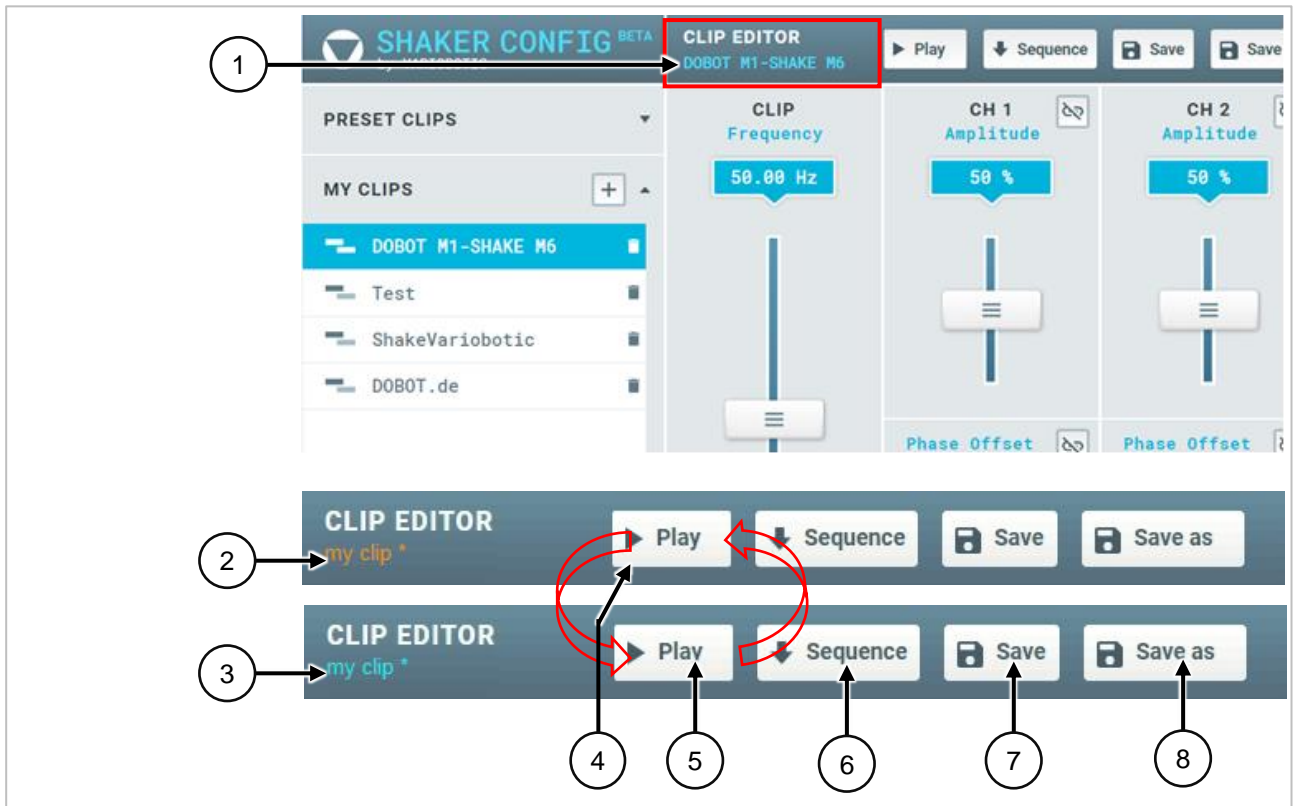 SHAKER CONFIG BETA
CLIP EDITOR
DOBOT M1-SHAKE M6
Play
Sequence
Save
Save
1
PRESET CLIPS
MY CLIPS
DOBOT M1-SHAKE M6
Test
ShakeVariobotic
DOBOT.de
CLIP
Frequency
50.00 Hz
CH 1
Amplitude
50 %
Phase Offset
CH 2
Amplitude
50 %
Phase Offset
CLIP EDITOR
my clip *
Play
Sequence
Save
Save as
2
CLIP EDITOR
my clip *
Play
Sequence
Save
Save as
3
4
5
6
7
8